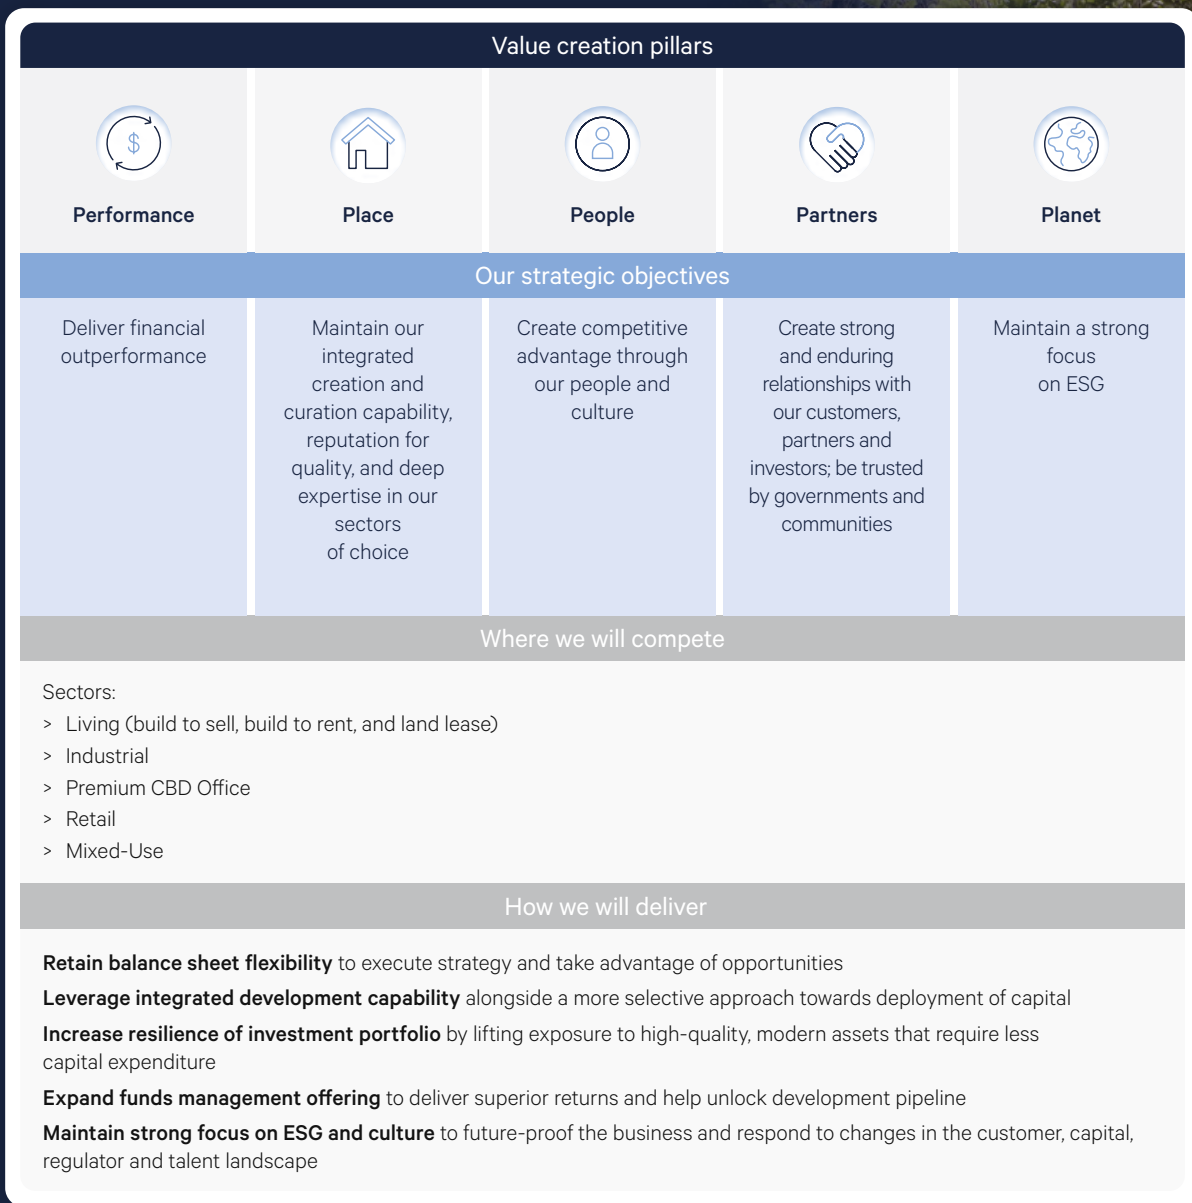 Value creation pillars
$
Performance
Place
People
Partners
Planet
Our strategic objectives
Deliver financial
outperformance
Maintain our
integrated
creation and
curation capability,
reputation for
quality, and deep
expertise in our
sectors
of choice
Create competitive
advantage through
our people and
culture
Create strong
and enduring
relationships with
our customers,
partners and
investors; be trusted
by governments and
communities
Maintain a strong
focus
on ESG
Where we will compete
Sectors:
> Living (build to sell, build to rent, and land lease)
> Industrial
> Premium CBD Office
> Retail
> Mixed-Use
How we will deliver
Retain balance sheet flexibility to execute strategy and take advantage of opportunities
Leverage integrated development capability alongside a more selective approach towards deployment of capital
Increase resilience of investment portfolio by lifting exposure to high-quality, modern assets that require less
capital expenditure
Expand funds management offering to deliver superior returns and help unlock development pipeline
Maintain strong focus on ESG and culture to future-proof the business and respond to changes in the customer, capital,
regulator and talent landscape